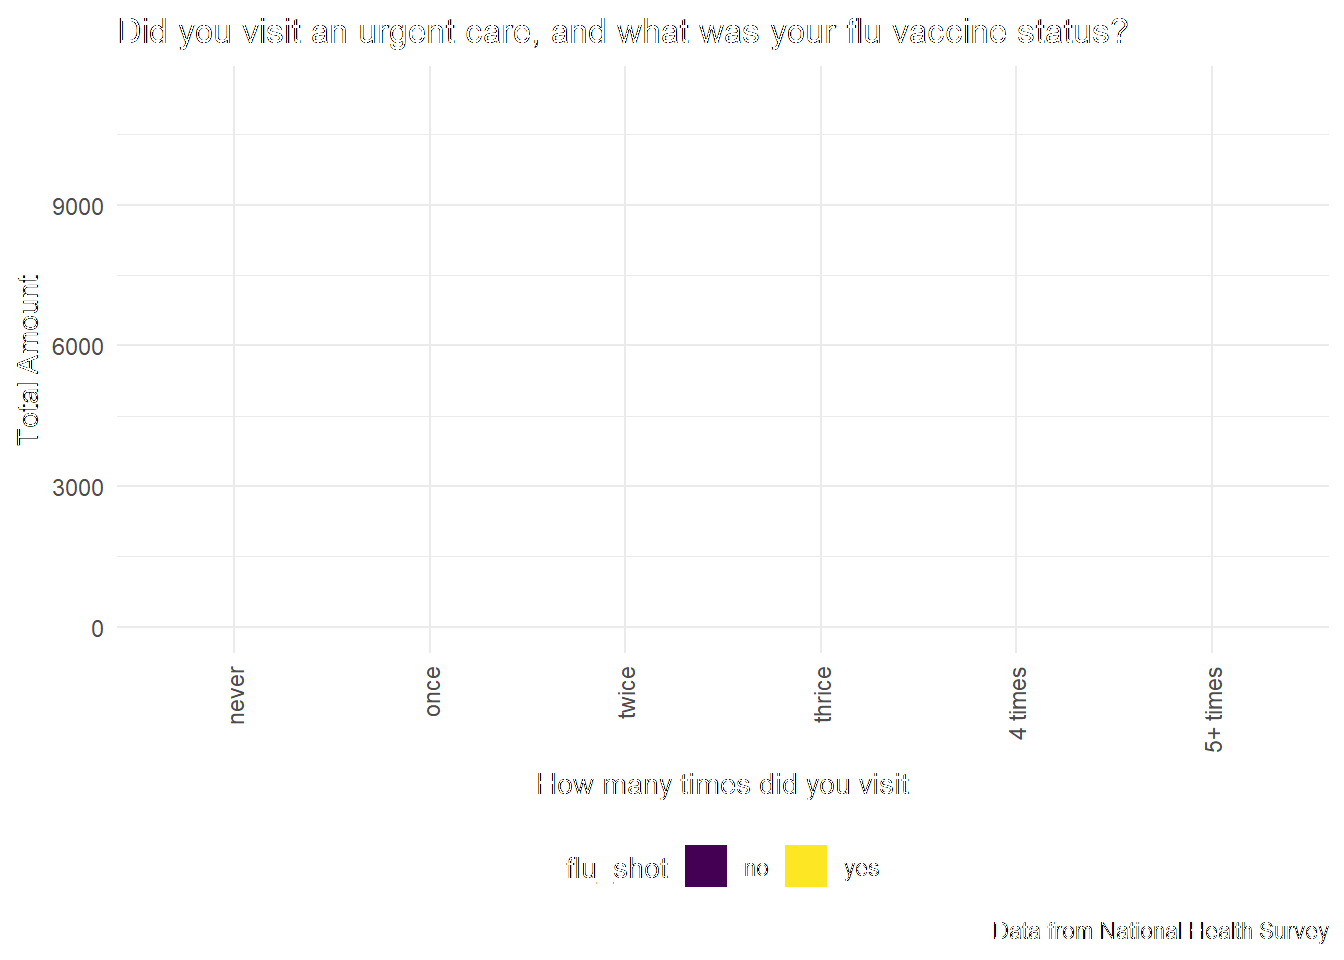 Did you visit an urgent care, and what was your flu vaccine status?
Total Amount
9000
6000
3000
0
never
once
twice
thrice
4 times
5+ times
How many times did you visit
flu_shot
no
yes
Data from National Health Survey